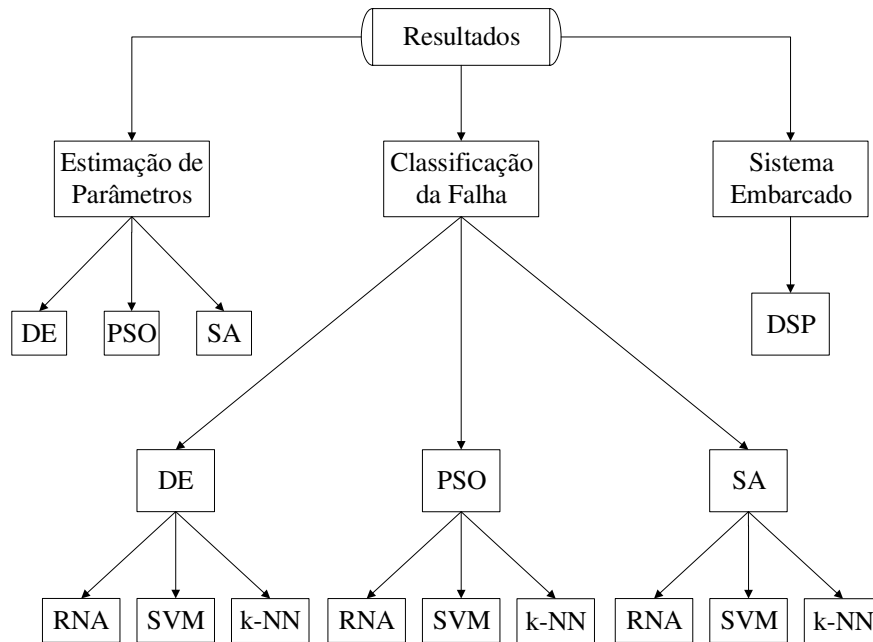 Resultados
Estimação de
Parâmetros
Classificação
da Falha
Sistema
Embarcado
DE
PSO
SA
DSP
DE
PSO
SA
RNA
SVM
k-NN
RNA
SVM
k-NN
RNA
SVM
k-NN